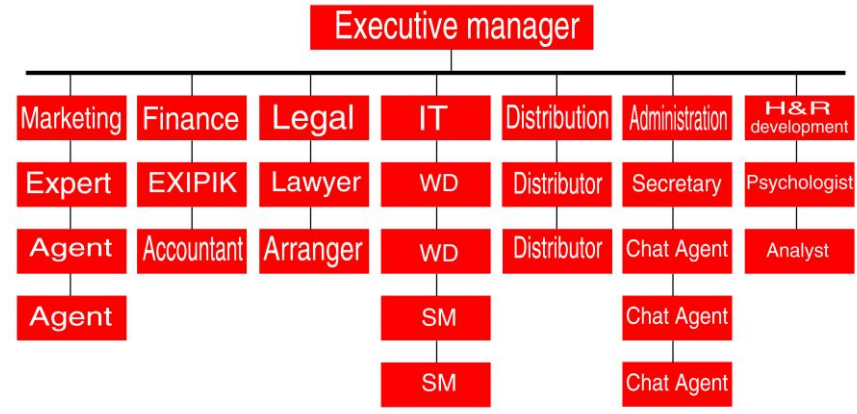 Executive manager
Marketing
Finance
Legal
IT
Distribution
Administration
H&R
development
Expert
EXIPIK
Lawyer
WD
Distributor
Secretary
Psychologist
Agent
Accountant
Arranger
WD
Distributor
Chat Agent
Analyst
Agent
SM
Chat Agent
SM
Chat Agent